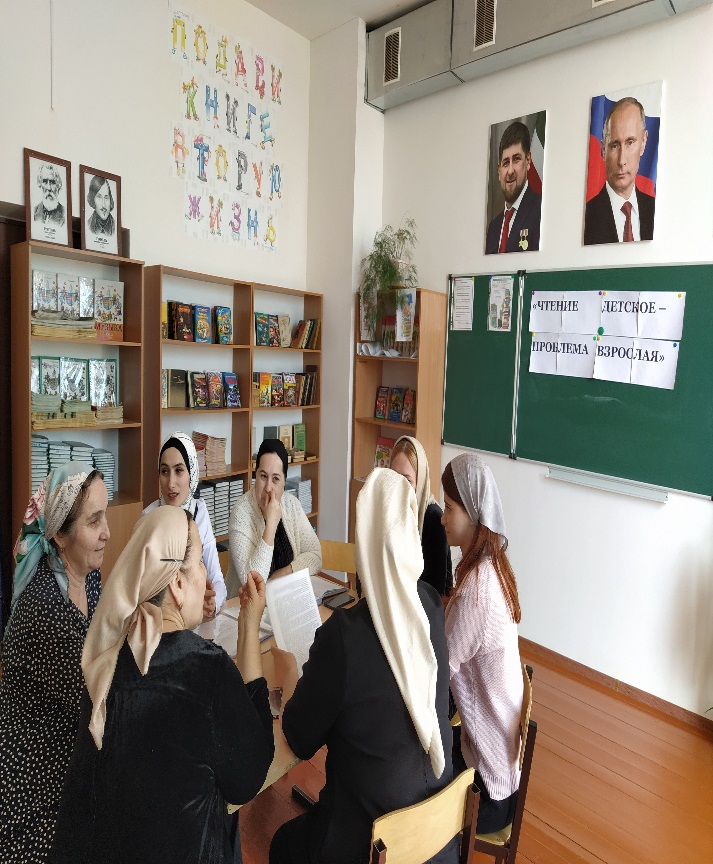 ПОДАРИ
КНИГЕ
ВТОРУЮ
ЖИЗНЬ
«ЧТЕНИЕ ДЕТСКОЕ –
ПРОБЛЕМА ВЗРОСЛАЯ»